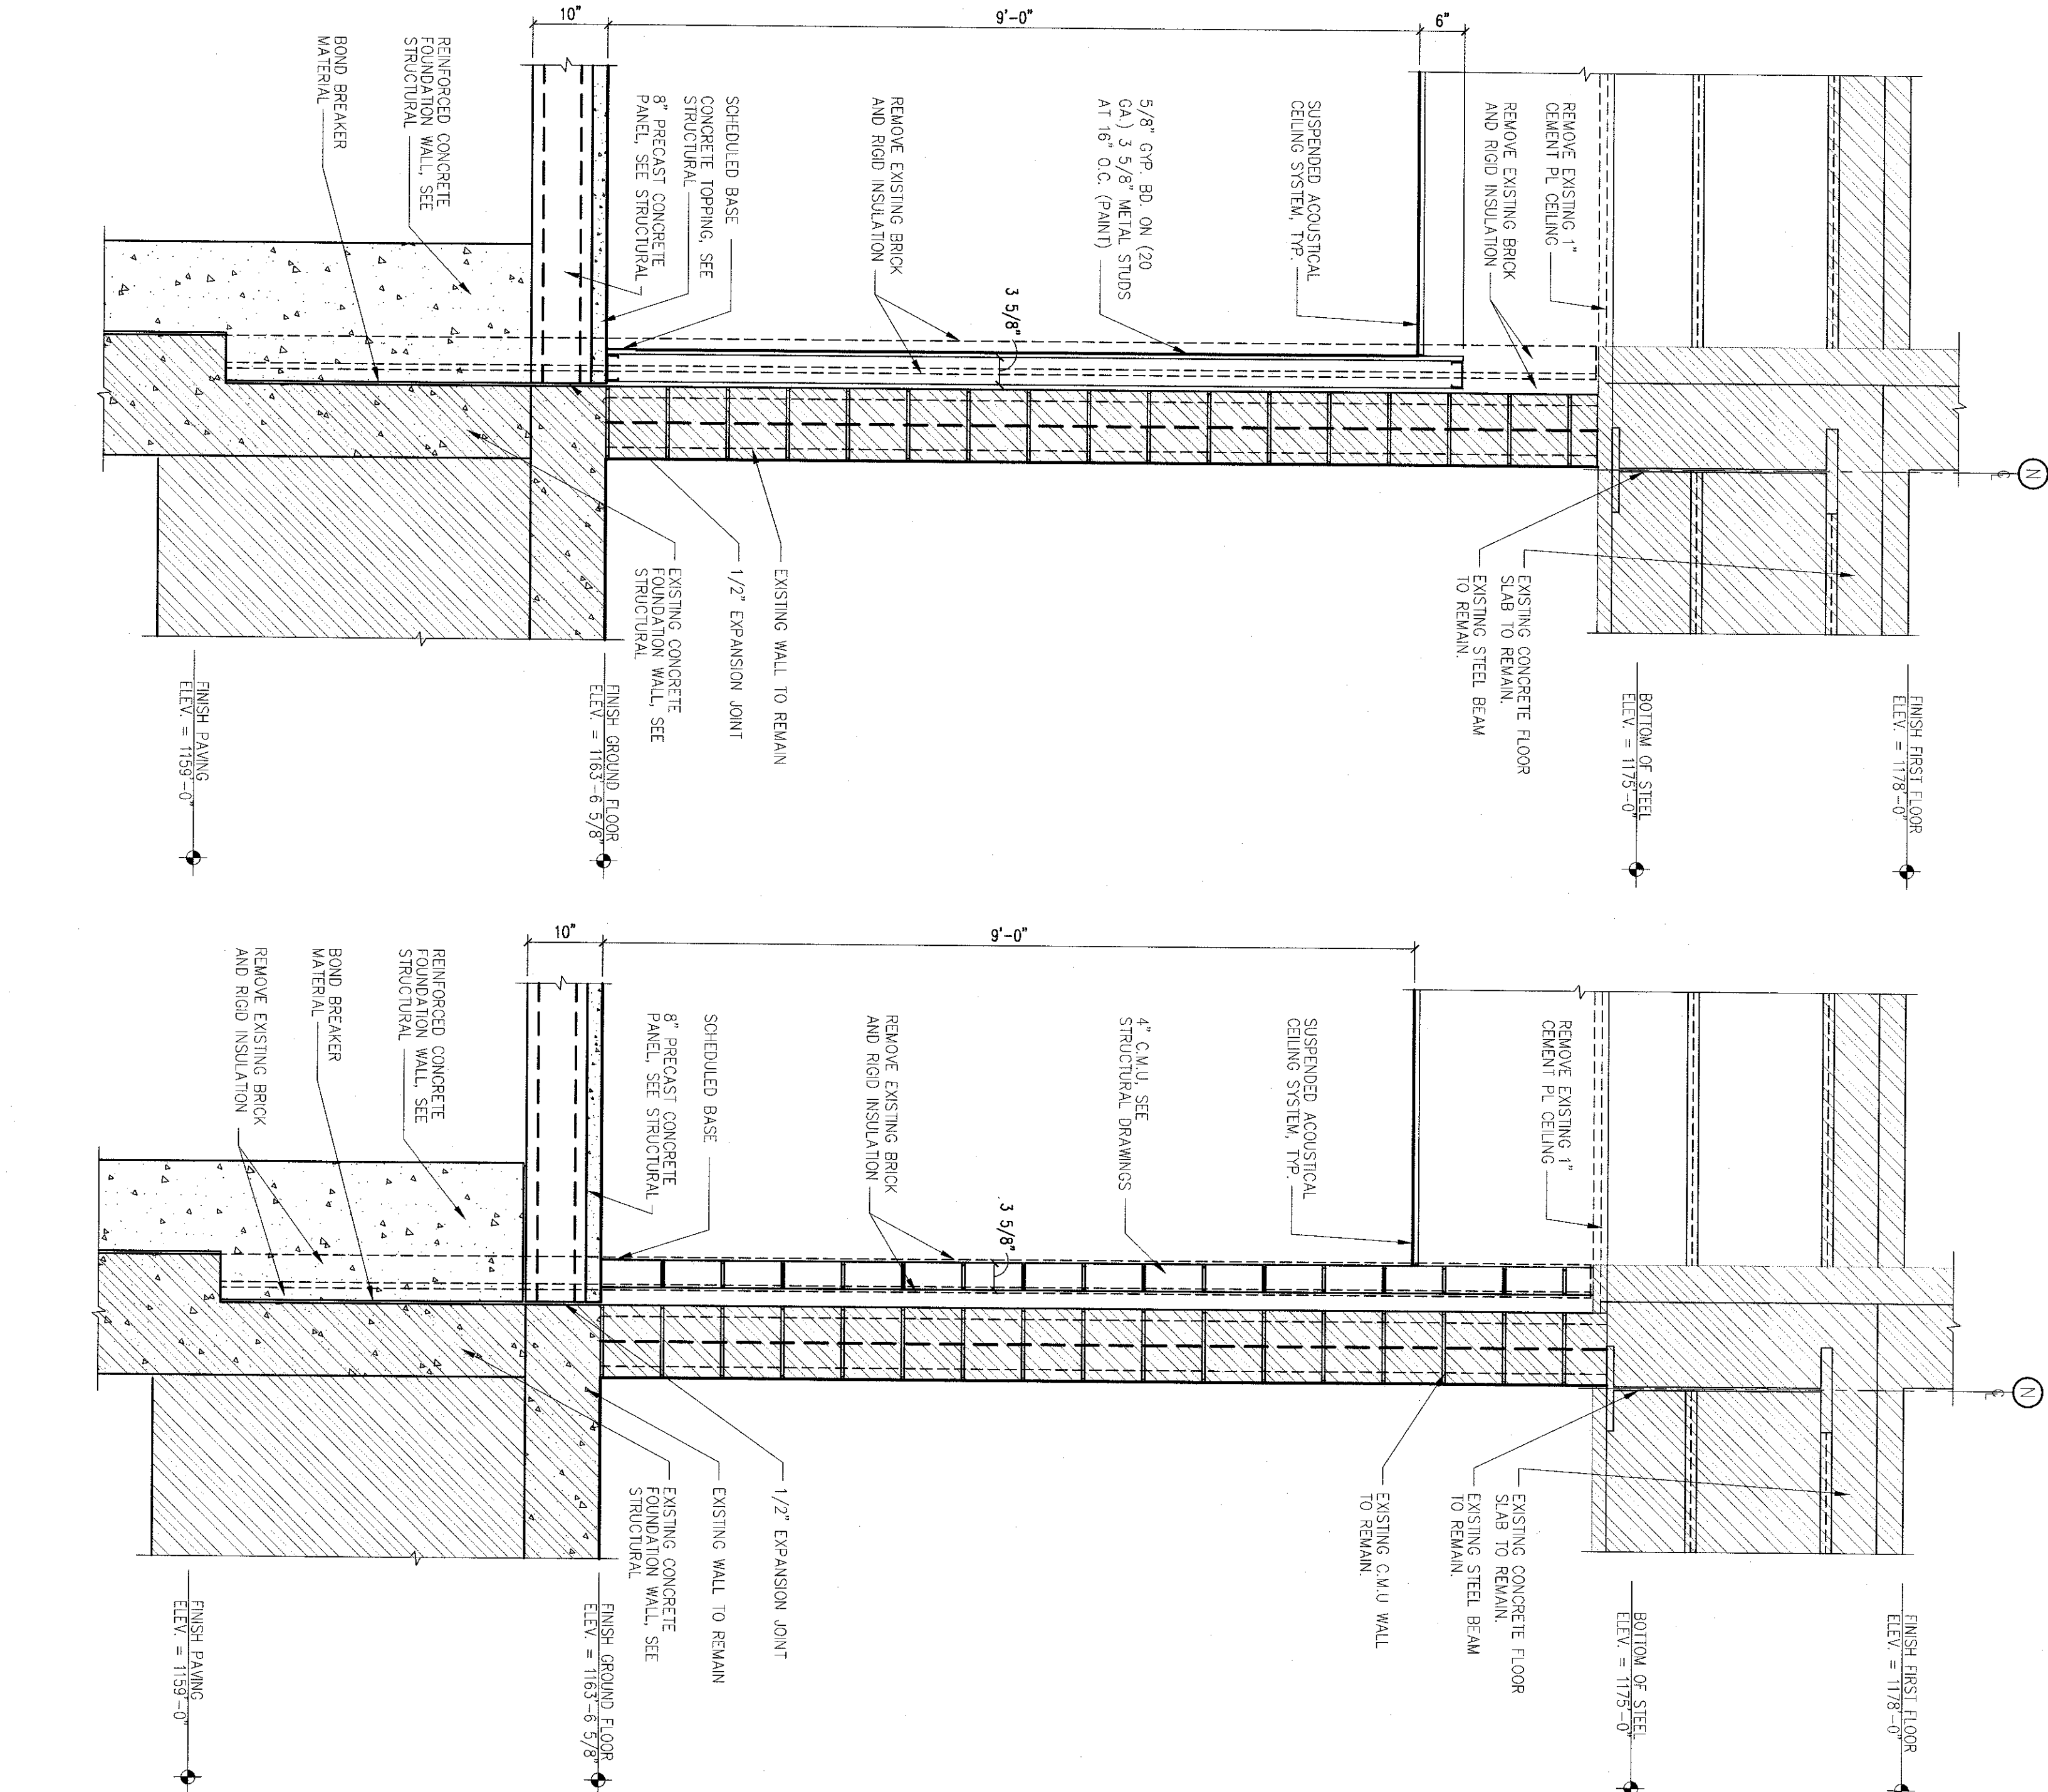 10"
9'-0"
6"
REMOVE EXISTING 1"
CEMENT PL CEILING
REMOVE EXISTING BRICK
AND RIGID INSULATION
SUSPENDED ACOUSTICAL
CEILING SYSTEM, TYP.
5/8" GYP. BD. ON (20
GA.) 3 5/8" METAL STUDS
AT 16" O.C. (PAINT)
REMOVE EXISTING BRICK
AND RIGID INSULATION
3 5/8"
SCHEDULED BASE
CONCRETE TOPPING, SEE
STRUCTURAL
8" PRECAST CONCRETE
PANEL, SEE STRUCTURAL
REINFORCED CONCRETE
FOUNDATION WALL, SEE
STRUCTURAL
BOND BREAKER
MATERIAL
N
CL
EXISTING CONCRETE FLOOR
SLAB TO REMAIN.
EXISTING STEEL BEAM
TO REMAIN.
EXISTING WALL TO REMAIN
1/2" EXPANSION JOINT
EXISTING CONCRETE
FOUNDATION WALL, SEE
STRUCTURAL
FINISH FIRST FLOOR
ELEV. = 1178'-0"
BOTTOM OF STEEL
ELEV. = 1175'-0"
FINISH GROUND FLOOR
ELEV. = 1163'-6 5/8"
FINISH PAVING
ELEV. = 1159'-0"
10"
9'-0"
REMOVE EXISTING 1"
CEMENT PL CEILING
SUSPENDED ACOUSTICAL
CEILING SYSTEM, TYP.
4" C.M.U, SEE
STRUCTURAL DRAWINGS
REMOVE EXISTING BRICK
AND RIGID INSULATION
3 5/8"
SCHEDULED BASE
8" PRECAST CONCRETE
PANEL, SEE STRUCTURAL
REINFORCED CONCRETE
FOUNDATION WALL, SEE
STRUCTURAL
BOND BREAKER
MATERIAL
REMOVE EXISTING BRICK
AND RIGID INSULATION
N
CL
EXISTING CONCRETE FLOOR
SLAB TO REMAIN.
EXISTING STEEL BEAM
TO REMAIN.
EXISTING C.M.U WALL
TO REMAIN.
1/2" EXPANSION JOINT
EXISTING WALL TO REMAIN
EXISTING CONCRETE
FOUNDATION WALL, SEE
STRUCTURAL
FINISH FIRST FLOOR
ELEV. = 1178'-0"
BOTTOM OF STEEL
ELEV. = 1175'-0"
FINISH GROUND FLOOR
ELEV. = 1163'-6 5/8"
FINISH PAVING
ELEV. = 1159'-0"